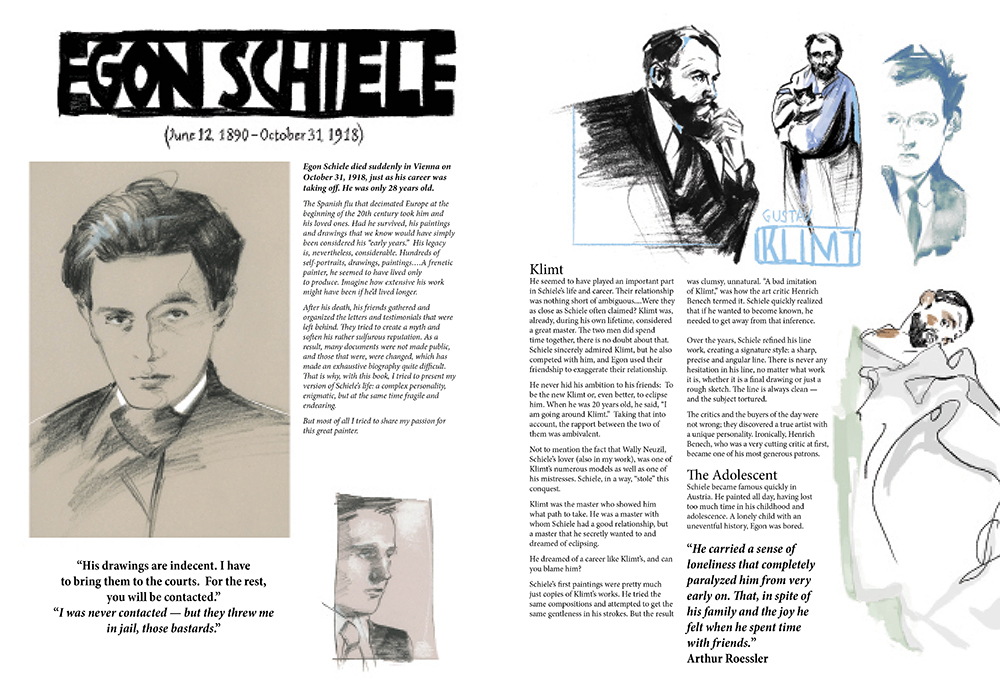 EGON SCHIELE
(June 12, 1890 – October 31, 1918)
Egon Schiele died suddenly in Vienna on
October 31, 1918, just as his career was
taking off. He was only 28 years old.
The Spanish flu that decimated Europe at the
beginning of the 20th century took him and
his loved ones. Had he survived, his paintings
and drawings that we know would have simply
been considered his "early years." His legacy
is, nevertheless, considerable. Hundreds of
self-portraits, drawings, paintings....A frenetic
painter, he seemed to have lived only
to produce. Imagine how extensive his work
might have been if he'd lived longer.
After his death, his friends gathered and
organized the letters and testimonials that were
left behind. They tried to create a myth and
soften his rather sulfurous reputation. As a
result, many documents were not made public,
and those that were, were changed, which has
made an exhaustive biography quite difficult.
That is why, with this book, I tried to present my
version of Schiele's life: a complex personality,
enigmatic, but at the same time fragile and
endearing.
But most of all I tried to share my passion for
this great painter.
"His drawings are indecent. I have
to bring them to the courts. For the rest,
you will be contacted."
"I was never contacted — but they threw me
in jail, those bastards."
GUSTAV
KLIMT
Klimt
He seemed to have played an important part
in Schiele's life and career. Their relationship
was nothing short of ambiguous....Were they
as close as Schiele often claimed? Klimt was,
already, during his own lifetime, considered
a great master. The two men did spend
time together, there is no doubt about that.
Schiele sincerely admired Klimt, but he also
competed with him, and Egon used their
friendship to exaggerate their relationship.
He never hid his ambition to his friends: To
be the new Klimt or, even better, to eclipse
him. When he was 20 years old, he said, "I
am going around Klimt." Taking that into
account, the rapport between the two of
them was ambivalent.
Not to mention the fact that Wally Neuzil,
Schiele's lover (also in my work), was one of
Klimt's numerous models as well as one of
his mistresses. Schiele, in a way, "stole" this
conquest.
Klimt was the master who showed him
what path to take. He was a master with
whom Schiele had a good relationship, but
a master that he secretly wanted to and
dreamed of eclipsing.
He dreamed of a career like Klimt's, and can
you blame him?
Schiele's first paintings were pretty much
just copies of Klimt's works. He tried the
same compositions and attempted to get the
same gentleness in his strokes. But the result
was clumsy, unnatural. "A bad imitation
of Klimt," was how the art critic Henrich
Benech termed it. Schiele quickly realized
that if he wanted to become known, he
needed to get away from that inference.
Over the years, Schiele refined his line
work, creating a signature style: a sharp,
precise and angular line. There is never any
hesitation in his line, no matter what work
it is, whether it is a final drawing or just a
rough sketch. The line is always clean —
and the subject tortured.
The critics and the buyers of the day were
not wrong; they discovered a true artist with
a unique personality. Ironically, Henrich
Benech, who was a very cutting critic at first,
became one of his most generous patrons.
The Adolescent
Schiele became famous quickly in
Austria. He painted all day, having lost
too much time in his childhood and
adolescence. A lonely child with an
uneventful history, Egon was bored.
"He carried a sense of
loneliness that completely
paralyzed him from very
early on. That, in spite of
his family and the joy he
felt when he spent time
with friends."
Arthur Roessler